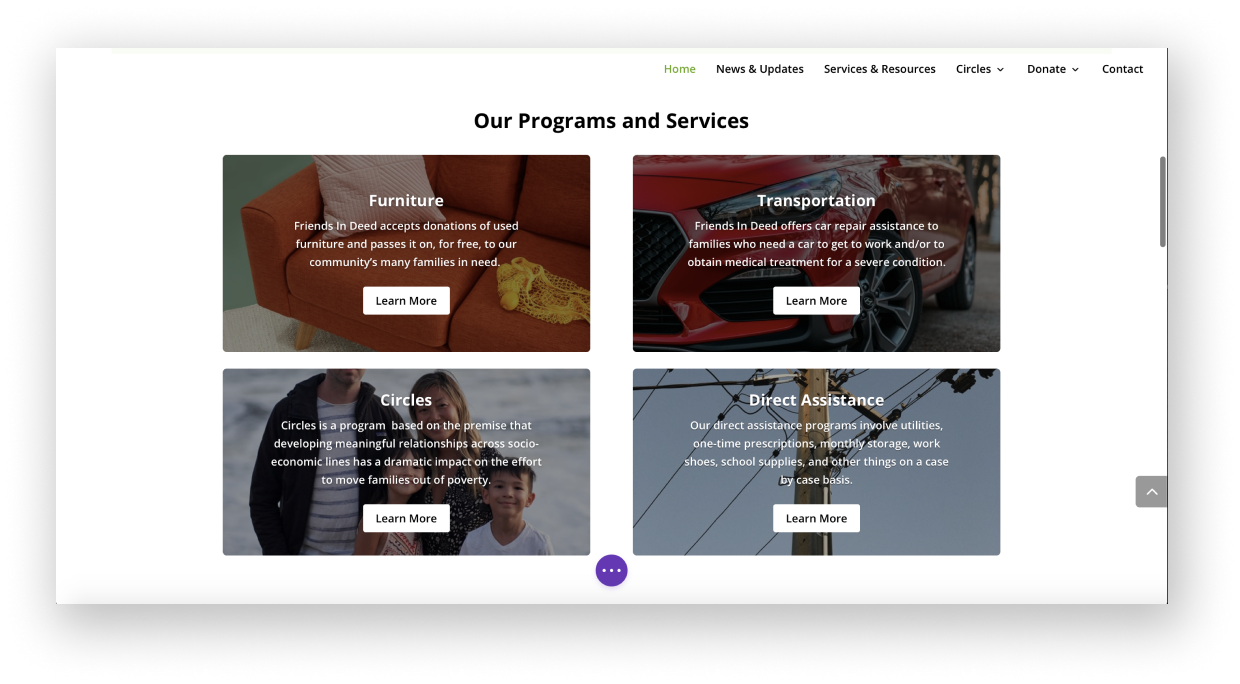 Home News & Updates Services & Resources Circles Donate Contact
Our Programs and Services
Furniture
Friends In Deed accepts donations of used
furniture and passes it on, for free, to our
community's many families in need.
Learn More
Transportation
Friends In Deed offers car repair assistance to
families who need a car to get to work and/or to
obtain medical treatment for a severe condition.
Learn More
Circles
Circles is a program  based on the premise that
developing meaningful relationships across socio-
economic lines has a dramatic impact on the effort
to move families out of poverty.
Learn More
Direct Assistance
Our direct assistance programs involve utilities,
one-time prescriptions, monthly storage, work
shoes, school supplies, and other things on a case
by case basis.
Learn More